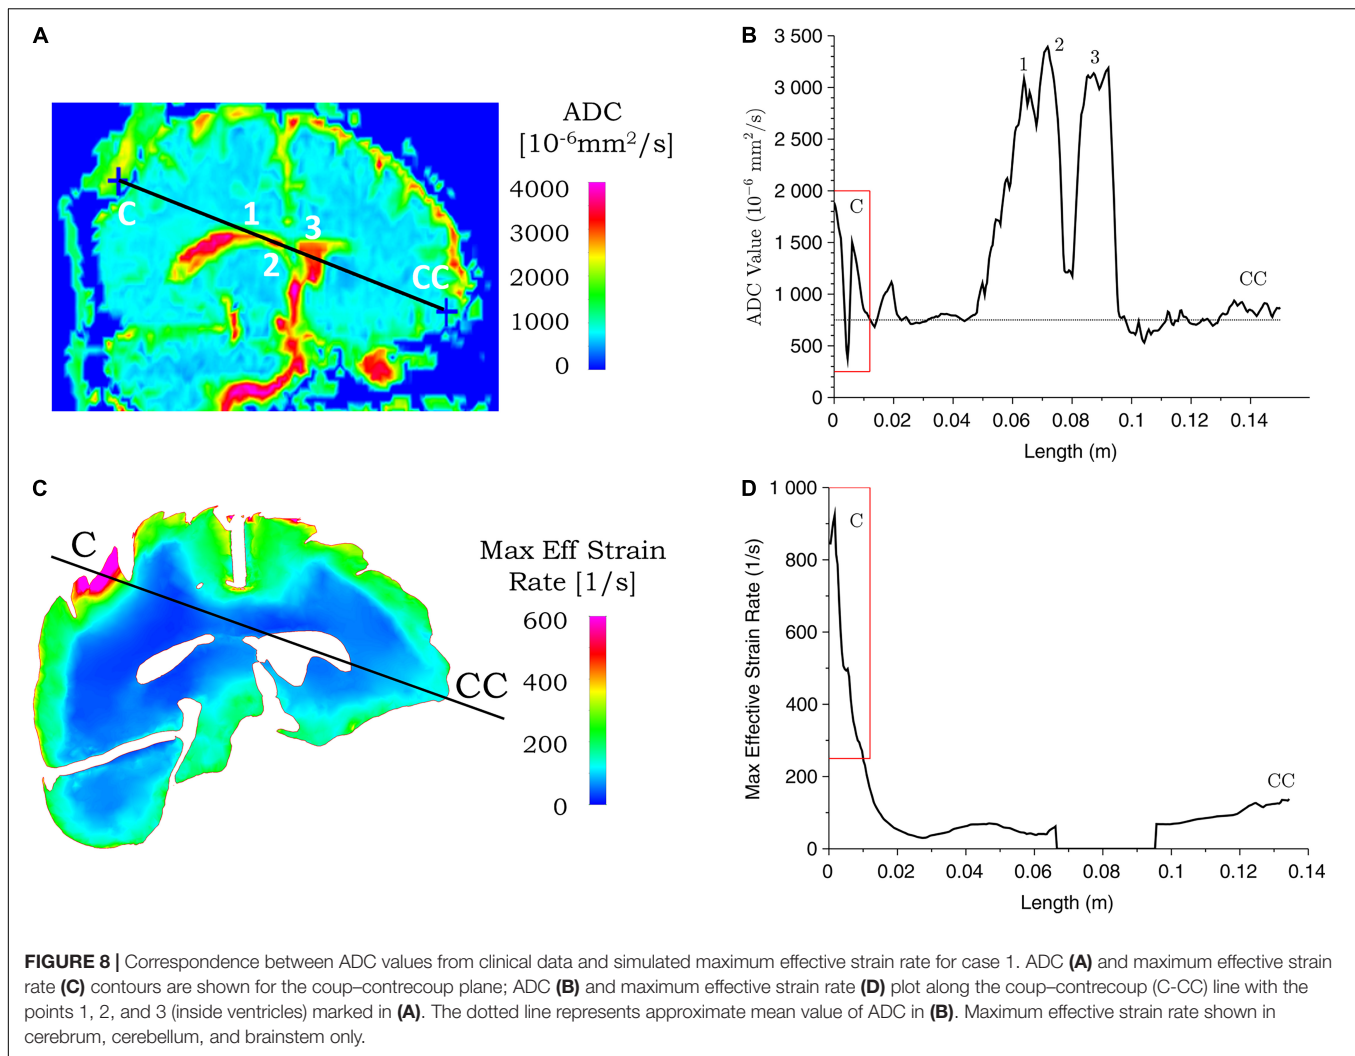 A
ADC
[10⁻⁶mm²/s]
4000
3000
2000
1000
0
C
1
2
3
CC
B
ADC Value (10⁻⁶ mm²/s)
3 500
3 000
2 500
2 000
1 500
1 000
500
0
C
1
2
3
CC
0
0.02
0.04
0.06
0.08
0.1
0.12
0.14
Length (m)
C
C
CC
Max Eff Strain
Rate [1/s]
600
400
200
0
D
Max Effective Strain Rate (1/s)
1 000
800
600
400
200
0
C
CC
0
0.02
0.04
0.06
0.08
0.10
0.12
0.14
Length (m)
FIGURE 8 | Correspondence between ADC values from clinical data and simulated maximum effective strain rate for case 1. ADC (A) and maximum effective strain
rate (C) contours are shown for the coup–contrecoup plane; ADC (B) and maximum effective strain rate (D) plot along the coup–contrecoup (C-CC) line with the
points 1, 2, and 3 (inside ventricles) marked in (A). The dotted line represents approximate mean value of ADC in (B). Maximum effective strain rate shown in
cerebrum, cerebellum, and brainstem only.